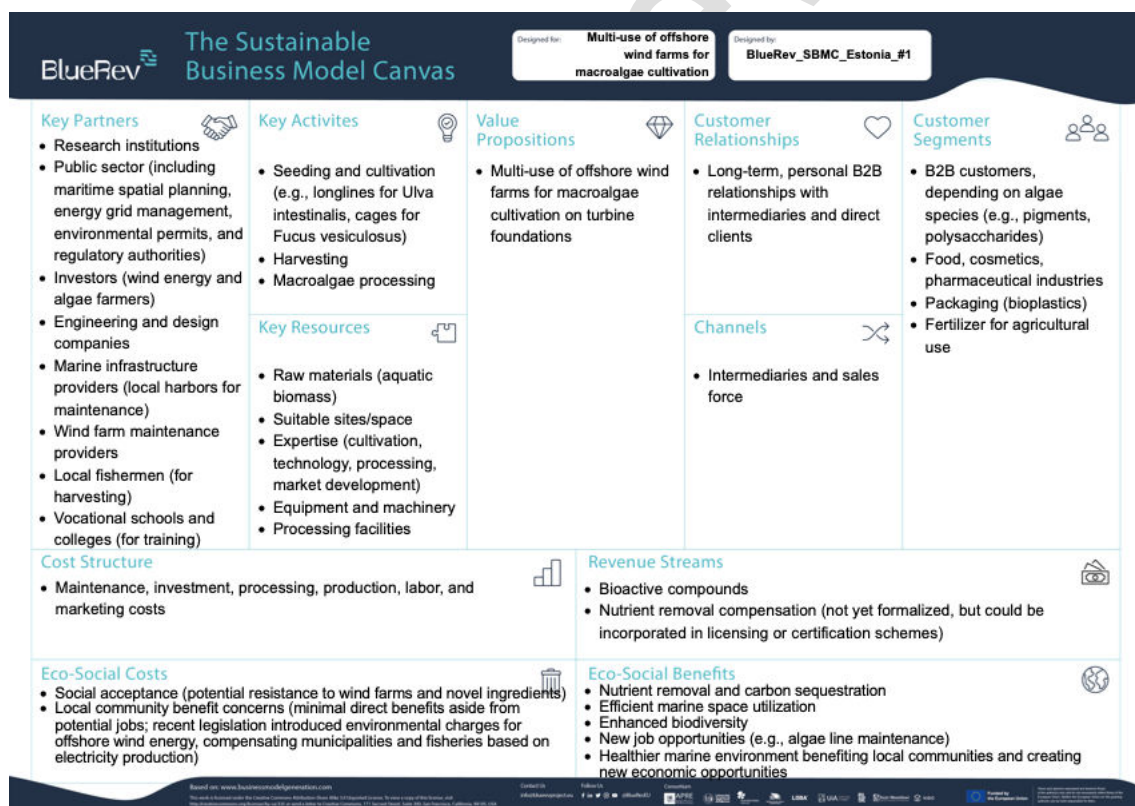 BlueRev
The Sustainable
Business Model Canvas
Designed for:
Multi-use of offshore
wind farms for
macroalgae cultivation
Designed by:
BlueRev_SBMC_Estonia_#1
Key Partners
• Research institutions
• Public sector (including
maritime spatial planning,
energy grid management,
environmental permits, and
regulatory authorities)
• Investors (wind energy and
algae farmers)
• Engineering and design
companies
• Marine infrastructure
providers (local harbors for
maintenance)
• Wind farm maintenance
providers
• Local fishermen (for
harvesting)
• Vocational schools and
colleges (for training)
Key Activites
• Seeding and cultivation
(e.g., longlines for Ulva
intestinalis, cages for
Fucus vesiculosus)
• Harvesting
• Macroalgae processing
Key Resources
• Raw materials (aquatic
biomass)
• Suitable sites/space
• Expertise (cultivation,
technology, processing,
market development)
• Equipment and machinery
• Processing facilities
Value
Propositions
• Multi-use of offshore wind
farms for macroalgae
cultivation on turbine
foundations
Customer
Relationships
• Long-term, personal B2B
relationships with
intermediaries and direct
clients
Channels
• Intermediaries and sales
force
Customer
Segments
• B2B customers,
depending on algae
species (e.g., pigments,
polysaccharides)
• Food, cosmetics,
pharmaceutical industries
• Packaging (bioplastics)
• Fertilizer for agricultural
use
Cost Structure
• Maintenance, investment, processing, production, labor, and
marketing costs
Revenue Streams
• Bioactive compounds
• Nutrient removal compensation (not yet formalized, but could be
incorporated in licensing or certification schemes)
Eco-Social Costs
• Social acceptance (potential resistance to wind farms and novel ingredients)
• Local community benefit concerns (minimal direct benefits aside from
potential jobs; recent legislation introduced environmental charges for
offshore wind energy, compensating municipalities and fisheries based on
electricity production)
Eco-Social Benefits
• Nutrient removal and carbon sequestration
• Efficient marine space utilization
• Enhanced biodiversity
• New job opportunities (e.g., algae line maintenance)
• Healthier marine environment benefiting local communities and creating
new economic opportunities
Based on: www.businessmodelgeneration.com
Contact Us
Follow Us
Consortium
Funded by
the European Union